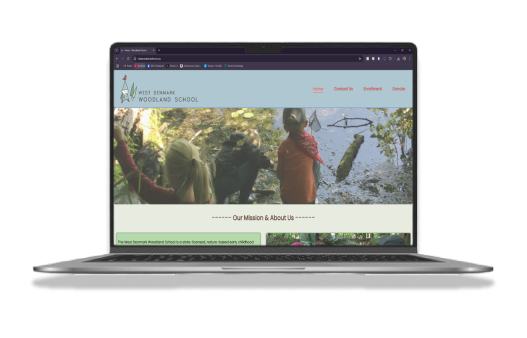 WEST DENMARK
WOODLAND SCHOOL
Home Contact Us Enrollment Donate
------ Our Mission & About Us ------
The West Denmark Woodland School is a state-licensed, nature-based early childhood